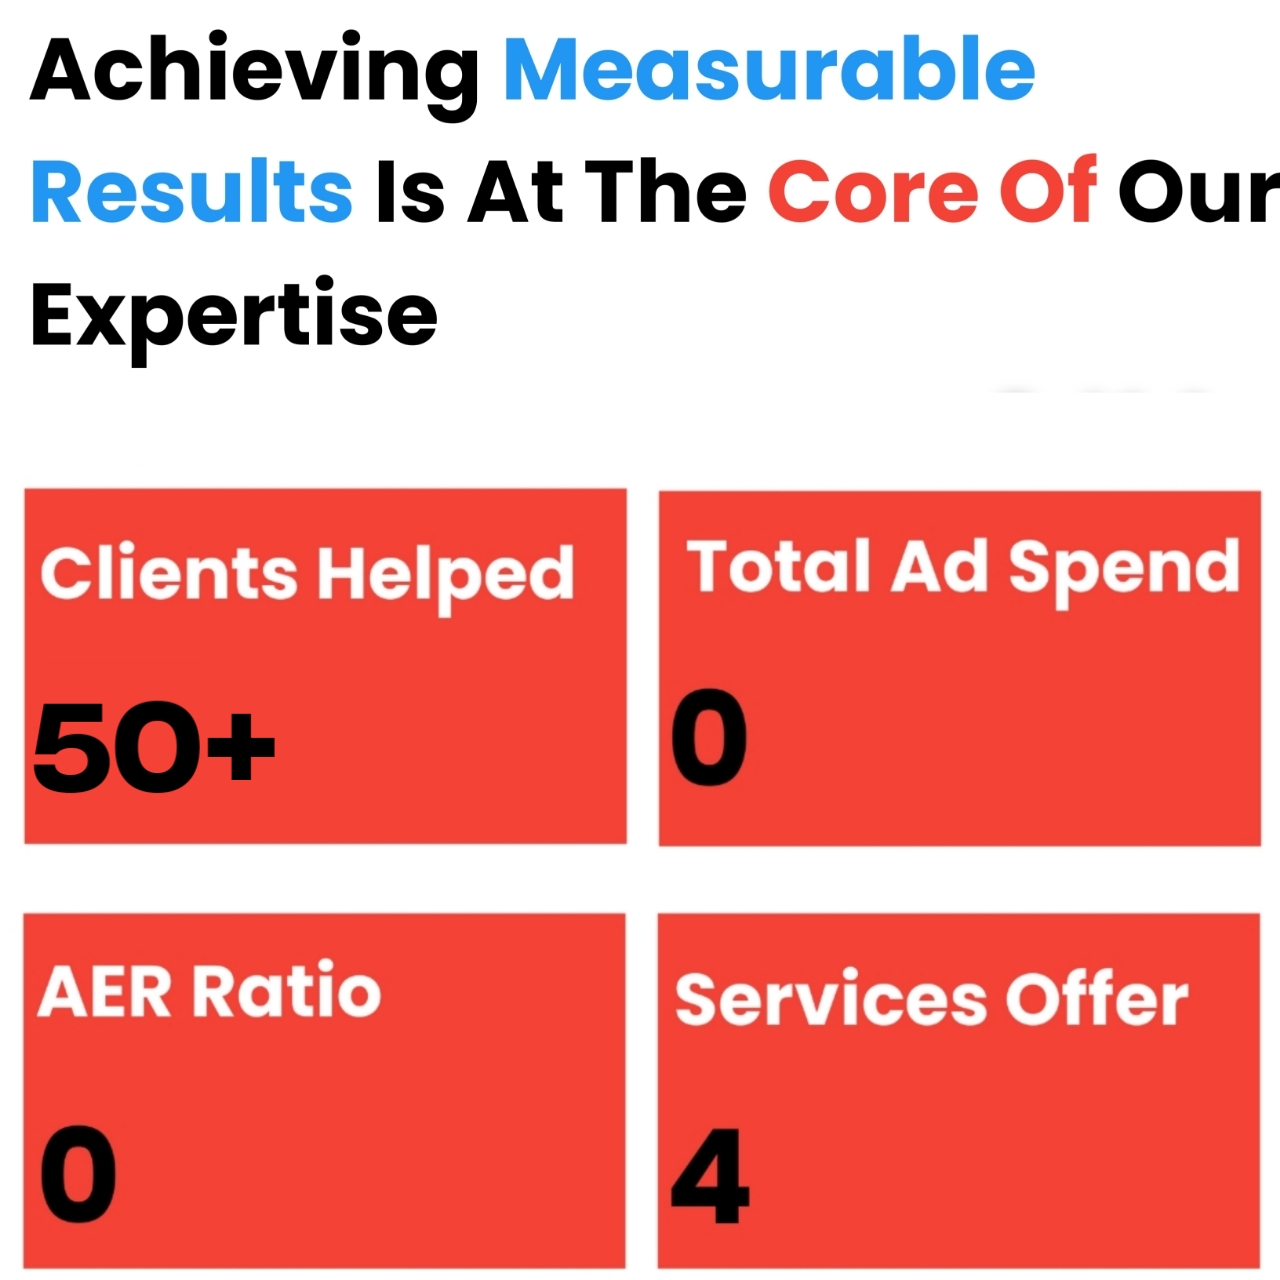 Achieving Measurable
Results Is At The Core Of Our
Expertise
Clients Helped
50+
Total Ad Spend
0
AER Ratio
0
Services Offer
4